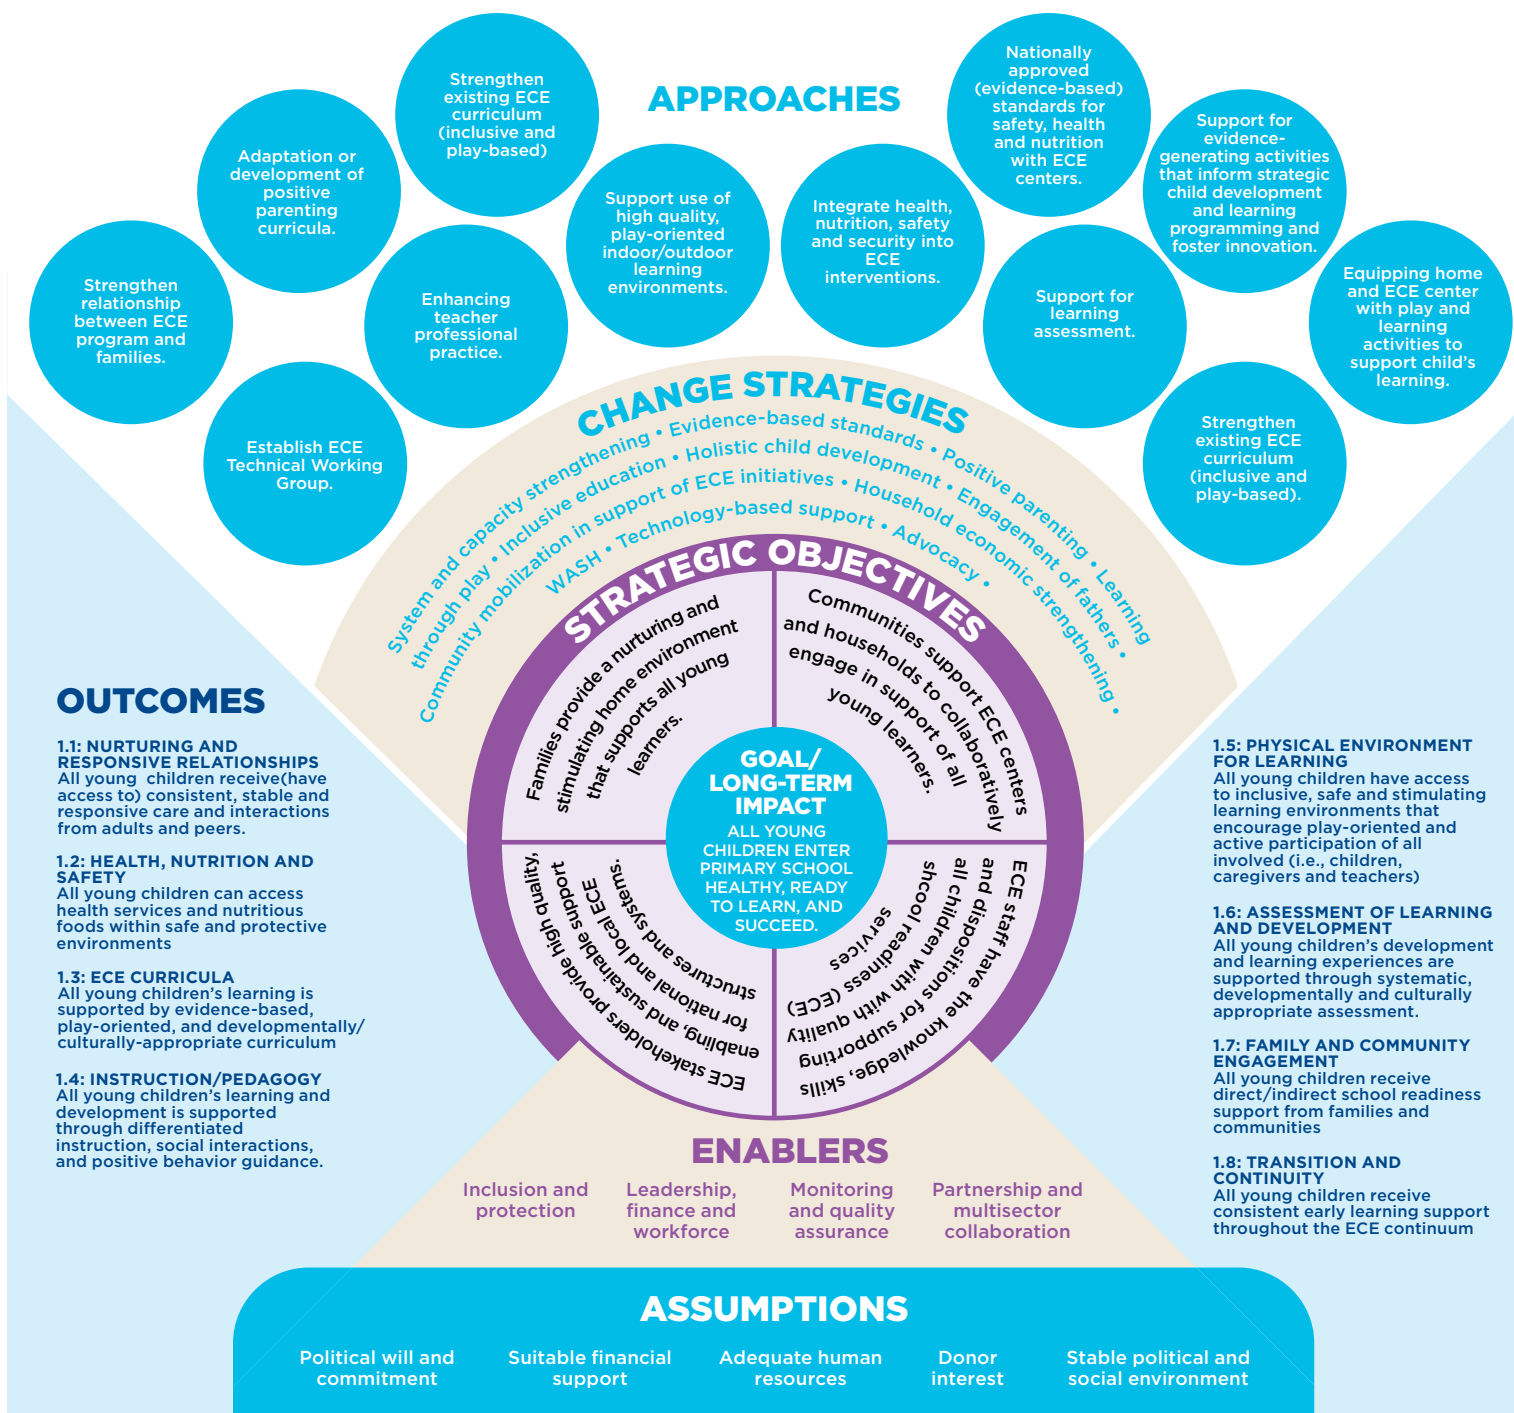 APPROACHES
Strengthen
relationship
between ECE
program and
families.
Adaptation or
development of
positive
parenting
curricula.
Strengthen
existing ECE
curriculum
(inclusive and
play-based)
Establish ECE
Technical Working
Group.
Enhancing
teacher
professional
practice.
Support use of
high quality,
play-oriented
indoor/outdoor
learning
environments.
Integrate health,
nutrition, safety
and security into
ECE
interventions.
Nationally
approved
(evidence-based)
standards for
safety, health
and nutrition
with ECE
centers.
Support for
learning
assessment.
Support for
evidence-
generating activities
that inform strategic
child development
and learning
programming and
foster innovation.
Equipping home
and ECE center
with play and
learning
activities to
support child’s
learning.
Strengthen
existing ECE
curriculum
(inclusive and
play-based).
CHANGE STRATEGIES
System and capacity strengthening • Evidence-based standards • Positive parenting • Learning
through play • Inclusive education • Holistic child development • Engagement of fathers •
Community mobilization in support of ECE initiatives • Household economic strengthening •
WASH • Technology-based support • Advocacy •
STRATEGIC OBJECTIVES
Families provide a nurturing and
stimulating home environment
that supports all young
learners.
Communities support ECE centers
and households to collaboratively
engage in support of all
young learners.
ECE staff have the knowledge, skills
and dispositions for supporting
all children with with quality
shcool readiness (ECE)
services
ECE stakeholders provide high quality,
enabling, and sustainable support
for national and local ECE
structures and systems.
GOAL/
LONG-TERM
IMPACT
ALL YOUNG
CHILDREN ENTER
PRIMARY SCHOOL
HEALTHY, READY
TO LEARN, AND
SUCCEED.
OUTCOMES
1.1: NURTURING AND
RESPONSIVE RELATIONSHIPS
All young children receive(have
access to) consistent, stable and
responsive care and interactions
from adults and peers.
1.2: HEALTH, NUTRITION AND
SAFETY
All young children can access
health services and nutritious
foods within safe and protective
environments
1.3: ECE CURRICULA
All young children’s learning is
supported by evidence-based,
play-oriented, and developmentally/
culturally-appropriate curriculum
1.4: INSTRUCTION/PEDAGOGY
All young children’s learning and
development is supported
through differentiated
instruction, social interactions,
and positive behavior guidance.
1.5: PHYSICAL ENVIRONMENT
FOR LEARNING
All young children have access
to inclusive, safe and stimulating
learning environments that
encourage play-oriented and
active participation of all
involved (i.e., children,
caregivers and teachers)
1.6: ASSESSMENT OF LEARNING
AND DEVELOPMENT
All young children’s development
and learning experiences are
supported through systematic,
developmentally and culturally
appropriate assessment.
1.7: FAMILY AND COMMUNITY
ENGAGEMENT
All young children receive
direct/indirect school readiness
support from families and
communities
1.8: TRANSITION AND
CONTINUITY
All young children receive
consistent early learning support
throughout the ECE continuum
ENABLERS
Inclusion and
protection
Leadership,
finance and
workforce
Monitoring
and quality
assurance
Partnership and
multisector
collaboration
ASSUMPTIONS
Political will and
commitment
Suitable financial
support
Adequate human
resources
Donor
interest
Stable political and
social environment